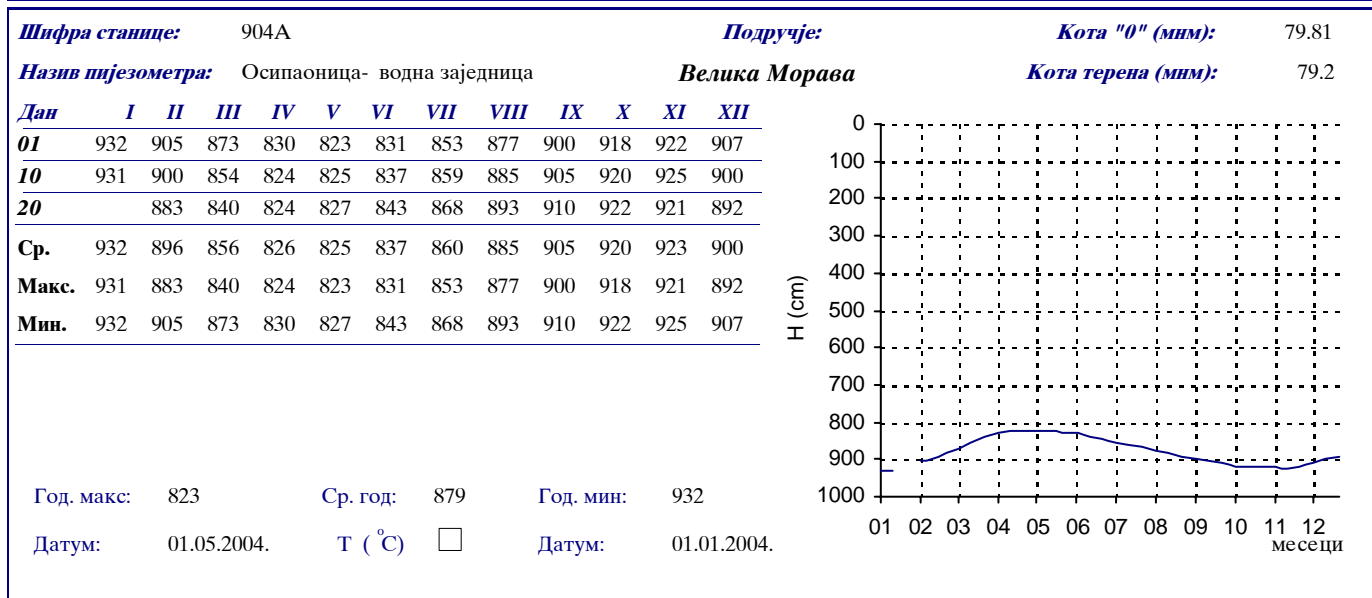 Шифра станице: 904А Подручје: Кота "0" (мнм): 79.81
Назив пијезометра: Осипаоница- водна заједница Велика Морава Кота терена (мнм): 79.2
Дан I II III IV V VI VII VIII IX X XI XII
01 932 905 873 830 823 831 853 877 900 918 922 907
10 931 900 854 824 825 837 859 885 905 920 925 900
20 883 840 824 827 843 868 893 910 922 921 892
Ср. 932 896 856 826 825 837 860 885 905 920 923 900
Макс. 931 883 840 824 823 831 853 877 900 918 921 892
Мин. 932 905 873 830 827 843 868 893 910 922 925 907
0
100
200
300
400
500
600
700
800
900
1000
H (cm)
01 02 03 04 05 06 07 08 09 10 11 12
месеци
Год. макс: 823 Ср. год: 879 Год. мин: 932
Датум: 01.05.2004. Т ( °C) Датум: 01.01.2004.